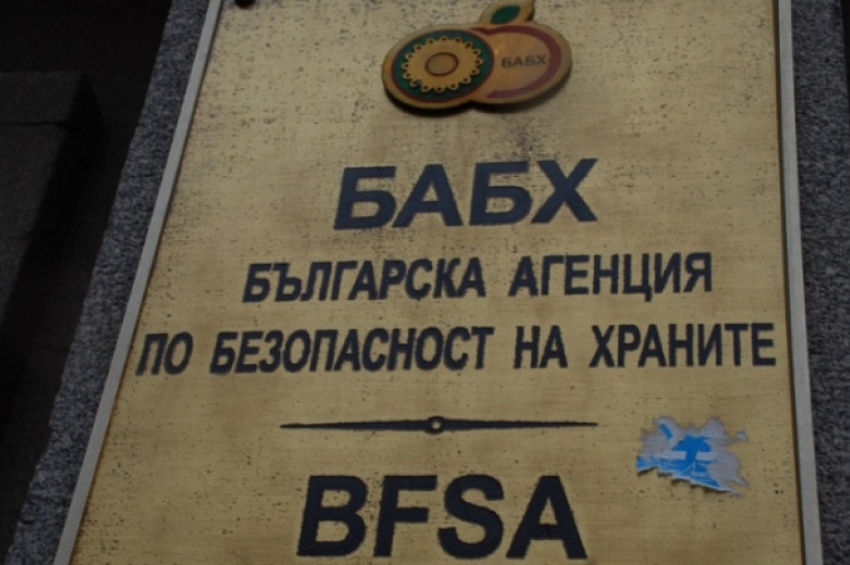 БАБХ
БАБХ
БЪЛГАРСКА АГЕНЦИЯ
ПО БЕЗОПАСНОСТ НА ХРАНИТЕ
BFSA